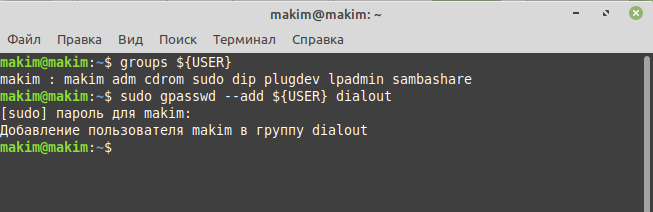 makim@makim: ~
Файл Правка Вид Поиск Терминал Справка
makim@makim:~$ groups ${USER}
makim : makim adm cdrom sudo dip plugdev lpadmin sambashare
makim@makim:~$ sudo gpasswd --add ${USER} dialout
[sudo] пароль для makim:
Добавление пользователя makim в группу dialout
makim@makim:~$